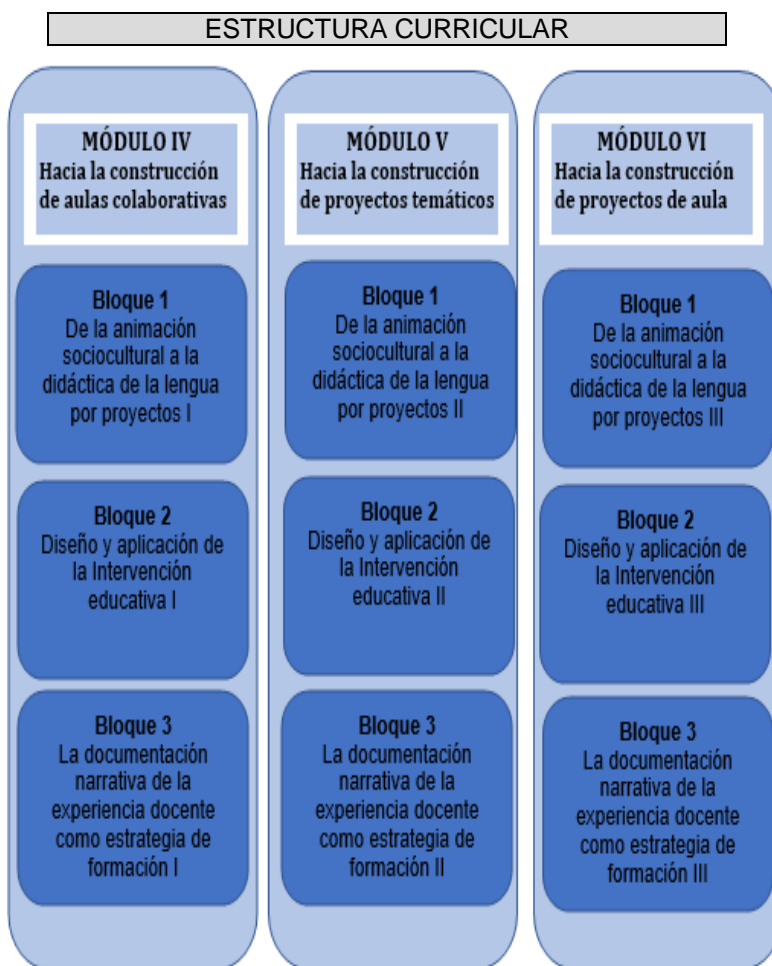 ESTRUCTURA CURRICULAR
MÓDULO IV
Hacia la construcción
de aulas colaborativas
Bloque 1
De la animación
sociocultural a la
didáctica de la lengua
por proyectos I
Bloque 2
Diseño y aplicación de
la Intervención
educativa I
Bloque 3
La documentación
narrativa de la
experiencia docente
como estrategia de
formación I
MÓDULO V
Hacia la construcción
de proyectos temáticos
Bloque 1
De la animación
sociocultural a la
didáctica de la lengua
por proyectos II
Bloque 2
Diseño y aplicación de
la Intervención
educativa II
Bloque 3
La documentación
narrativa de la
experiencia docente
como estrategia de
formación II
MÓDULO VI
Hacia la construcción
de proyectos de aula
Bloque 1
De la animación
sociocultural a la
didáctica de la lengua
por proyectos III
Bloque 2
Diseño y aplicación de
la Intervención
educativa III
Bloque 3
La documentación
narrativa de la
experiencia docente
como estrategia de
formación III